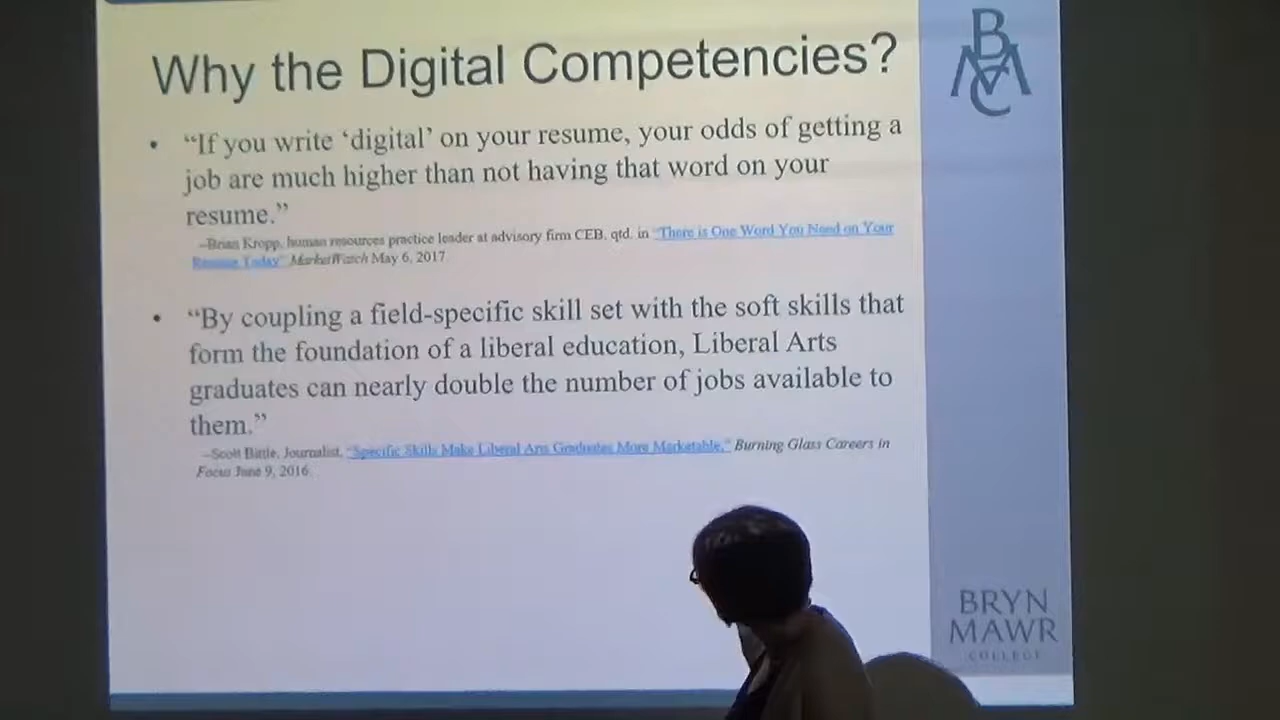 Why the Digital Competencies?
• “If you write ‘digital’ on your resume, your odds of getting a
job are much higher than not having that word on your
resume.”
–Brian Kropp, human resources practice leader at advisory firm CEB, qtd. in “There is One Word You Need on Your
Resume Today” MarketWatch May 6, 2017.
• “By coupling a field-specific skill set with the soft skills that
form the foundation of a liberal education, Liberal Arts
graduates can nearly double the number of jobs available to
them.”
–Scott Bittle, Journalist, “Specific Skills Make Liberal Arts Graduates More Marketable,” Burning Glass Careers in
Focus June 9, 2016.
BMC
BRYN
MAWR
COLLEGE